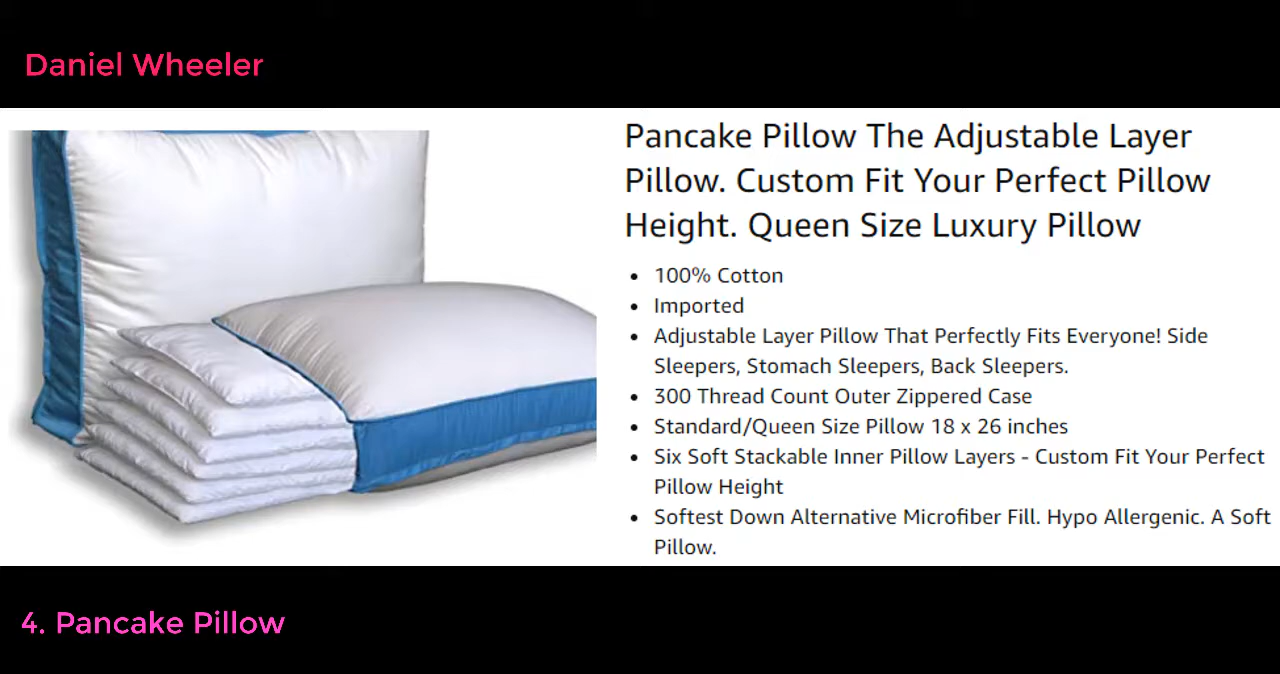 Daniel Wheeler
Pancake Pillow The Adjustable Layer
Pillow. Custom Fit Your Perfect Pillow
Height. Queen Size Luxury Pillow
• 100% Cotton
• Imported
• Adjustable Layer Pillow That Perfectly Fits Everyone! Side
Sleepers, Stomach Sleepers, Back Sleepers.
• 300 Thread Count Outer Zippered Case
• Standard/Queen Size Pillow 18 x 26 inches
• Six Soft Stackable Inner Pillow Layers - Custom Fit Your Perfect
Pillow Height
• Softest Down Alternative Microfiber Fill. Hypo Allergenic. A Soft
Pillow.
4. Pancake Pillow